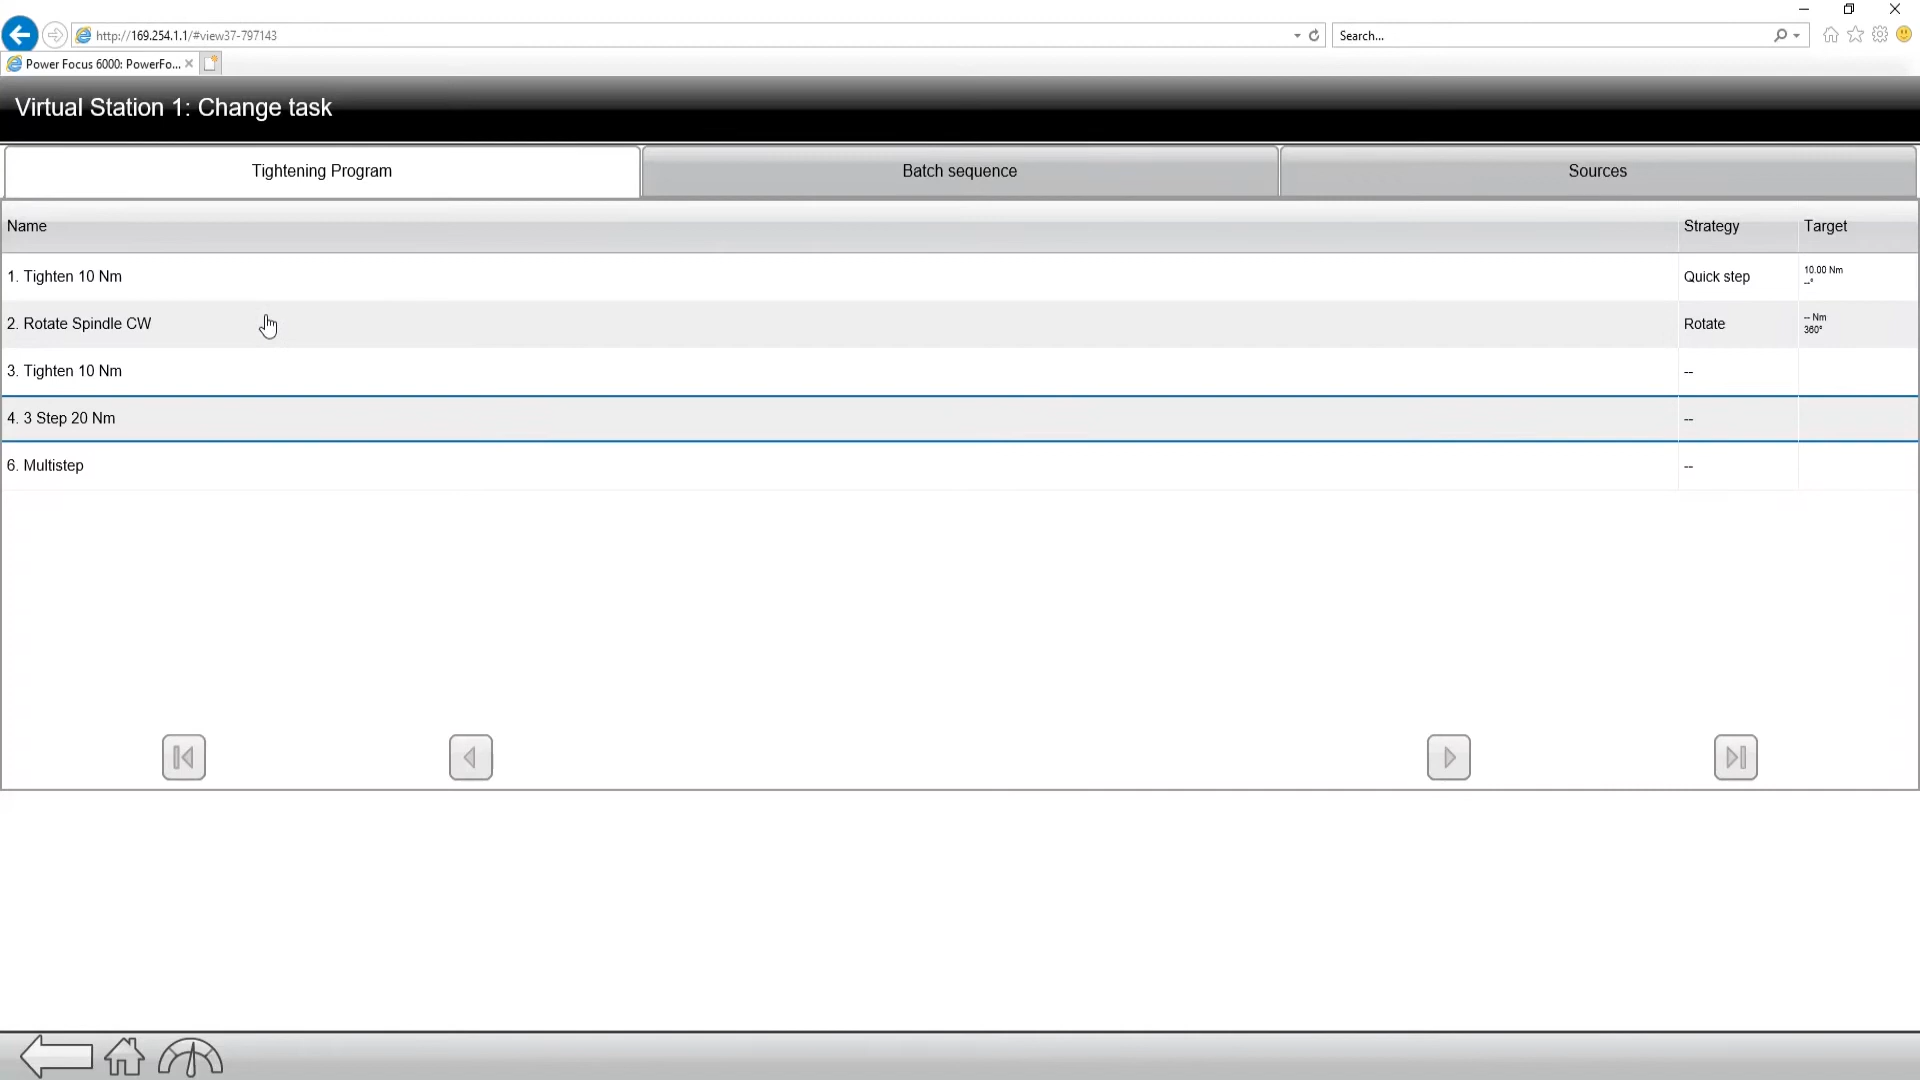 http://169.254.1.1/#view37-797143
Search...
Power Focus 6000: PowerFo...
Virtual Station 1: Change task
Tightening Program
Batch sequence
Sources
Name
Strategy
Target
1. Tighten 10 Nm
Quick step
10.00 Nm
--°
2. Rotate Spindle CW
Rotate
-- Nm
360°
3. Tighten 10 Nm
--
4. 3 Step 20 Nm
--
6. Multistep
--